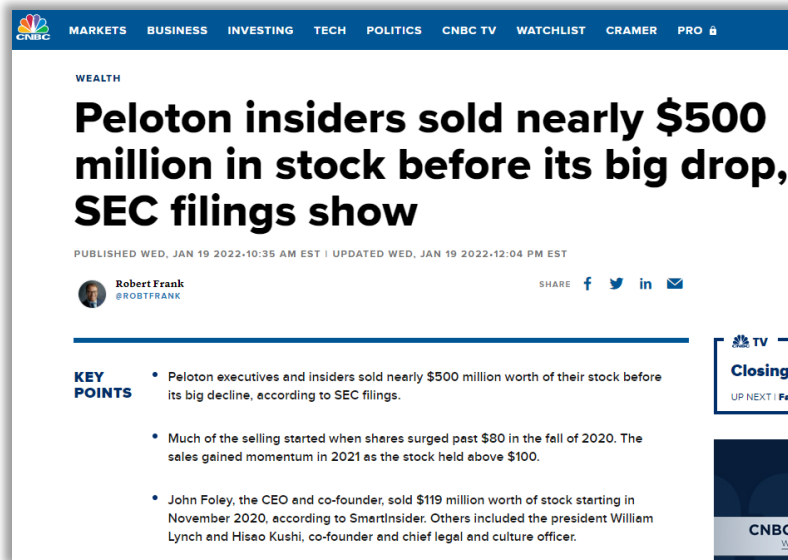 CNBC MARKETS BUSINESS INVESTING TECH POLITICS CNBC TV WATCHLIST CRAMER PRO
WEALTH
Peloton insiders sold nearly $500
million in stock before its big drop,
SEC filings show
PUBLISHED WED, JAN 19 2022•10:35 AM EST | UPDATED WED, JAN 19 2022•12:04 PM EST
Robert Frank
@ROBTFRANK
SHARE
KEY
POINTS
• Peloton executives and insiders sold nearly $500 million worth of their stock before
its big decline, according to SEC filings.
• Much of the selling started when shares surged past $80 in the fall of 2020. The
sales gained momentum in 2021 as the stock held above $100.
• John Foley, the CEO and co-founder, sold $119 million worth of stock starting in
November 2020, according to SmartInsider. Others included the president William
Lynch and Hisao Kushi, co-founder and chief legal and culture officer.
TV
Closing
UP NEXT |
CNBC